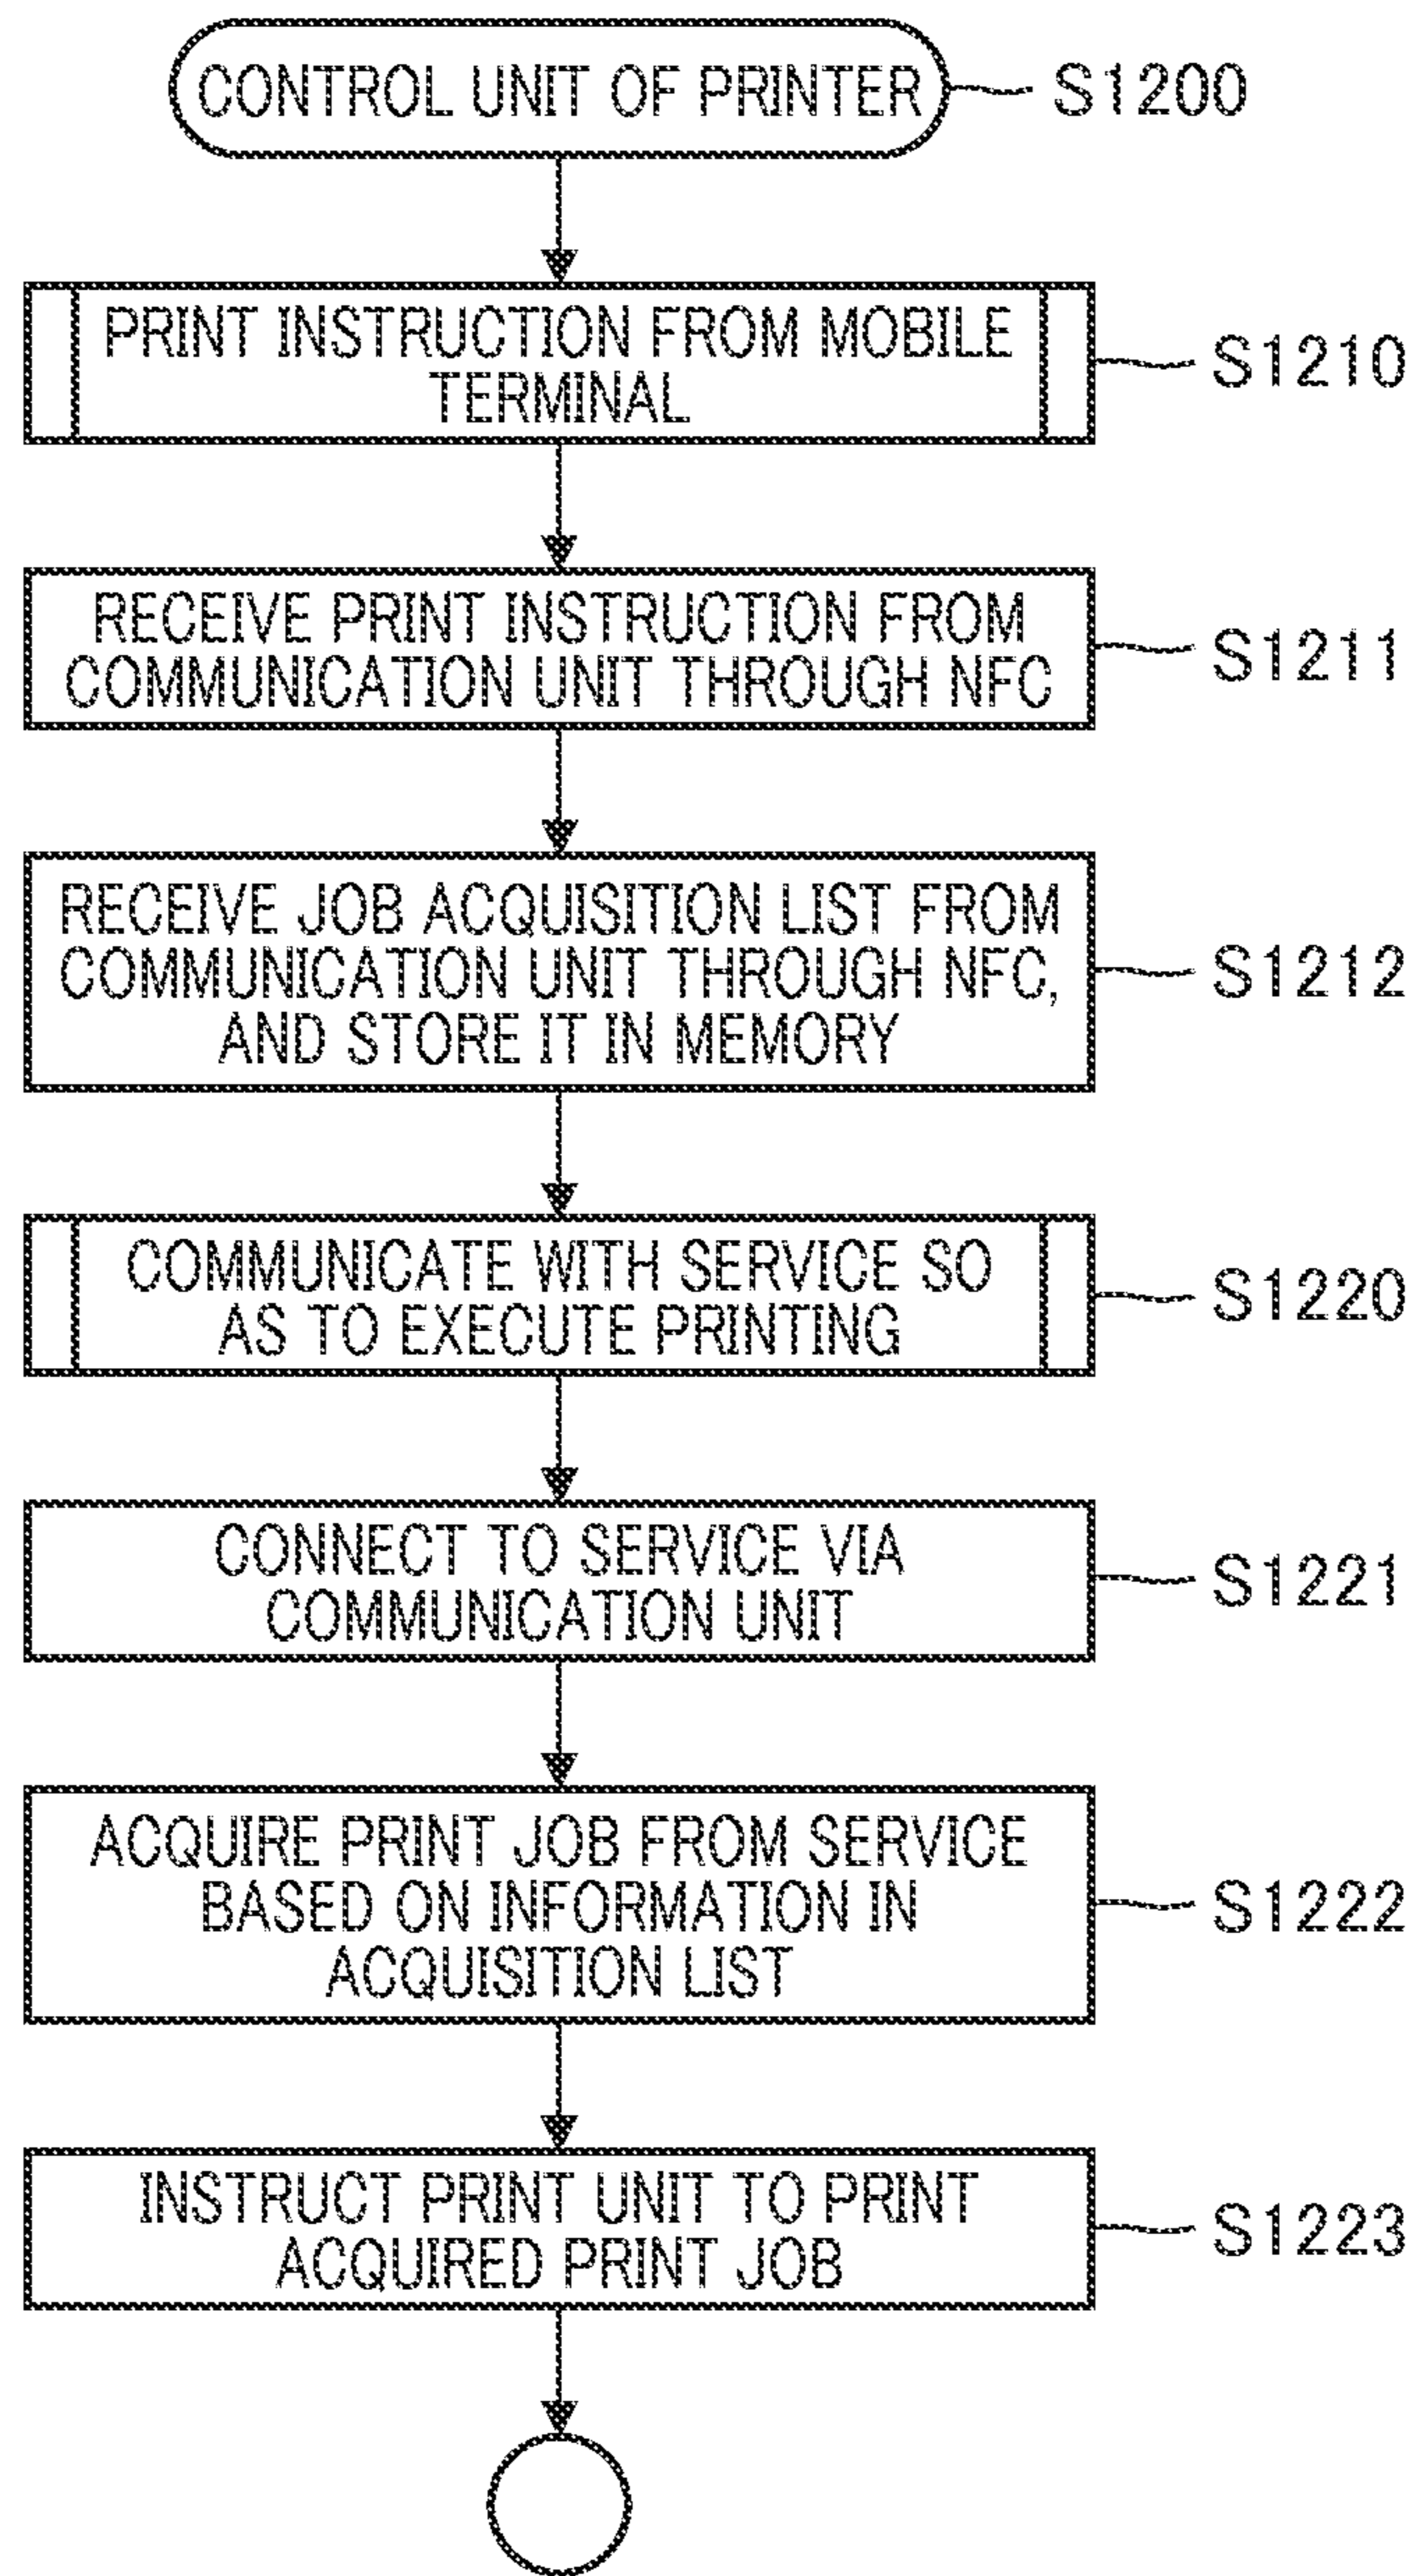 CONTROL UNIT OF PRINTER
S1200
PRINT INSTRUCTION FROM MOBILE
TERMINAL
S1210
RECEIVE PRINT INSTRUCTION FROM
COMMUNICATION UNIT THROUGH NFC
S1211
RECEIVE JOB ACQUISITION LIST FROM
COMMUNICATION UNIT THROUGH NFC,
AND STORE IT IN MEMORY
S1212
COMMUNICATE WITH SERVICE SO
AS TO EXECUTE PRINTING
S1220
CONNECT TO SERVICE VIA
COMMUNICATION UNIT
S1221
ACQUIRE PRINT JOB FROM SERVICE
BASED ON INFORMATION IN
ACQUISITION LIST
S1222
INSTRUCT PRINT UNIT TO PRINT
ACQUIRED PRINT JOB
S1223